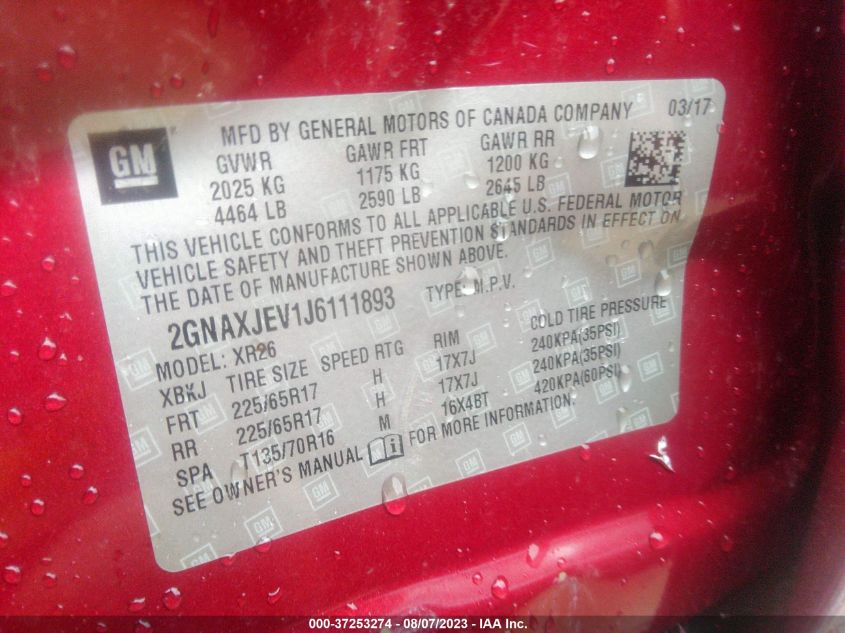 GM
MFD BY GENERAL MOTORS OF CANADA COMPANY 03/17
GVWR GAWR FRT GAWR RR
2025 KG 1175 KG 1200 KG
4464 LB 2590 LB 2645 LB
THIS VEHICLE CONFORMS TO ALL APPLICABLE U.S. FEDERAL MOTOR
VEHICLE SAFETY AND THEFT PREVENTION STANDARDS IN EFFECT ON
THE DATE OF MANUFACTURE SHOWN ABOVE.
2GNAXJEV1J6111893 TYPE: M.P.V.
MODEL: XR26
XBKJ TIRE SIZE SPEED RTG RIM COLD TIRE PRESSURE
FRT 225/65R17 H 17X7J 240KPA(35PSI)
RR 225/65R17 H 17X7J 240KPA(35PSI)
SPA T135/70R16 M 16X4BT 420KPA(60PSI)
SEE OWNER'S MANUAL i FOR MORE INFORMATION.
000-37253274 - 08/07/2023 - IAA Inc.